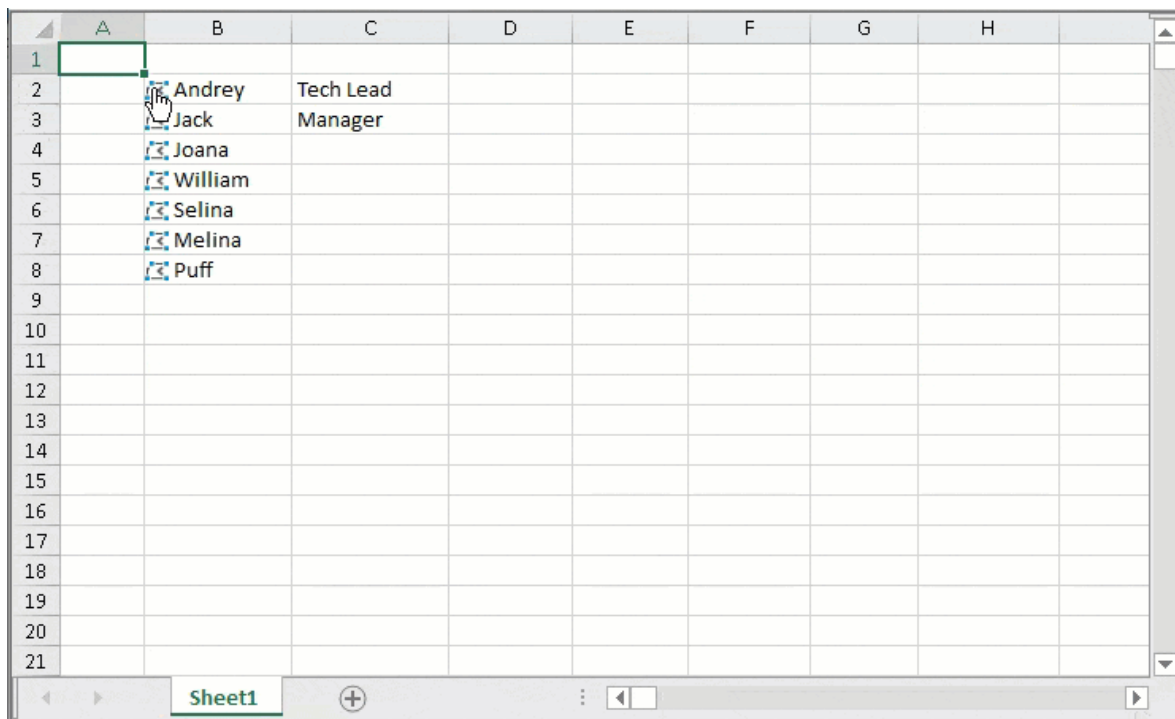 A B C D E F G H
1
2 Andrey Tech Lead
3 Jack Manager
4 Joana
5 William
6 Selina
7 Melina
8 Puff
9
10
11
12
13
14
15
16
17
18
19
20
21
Sheet1